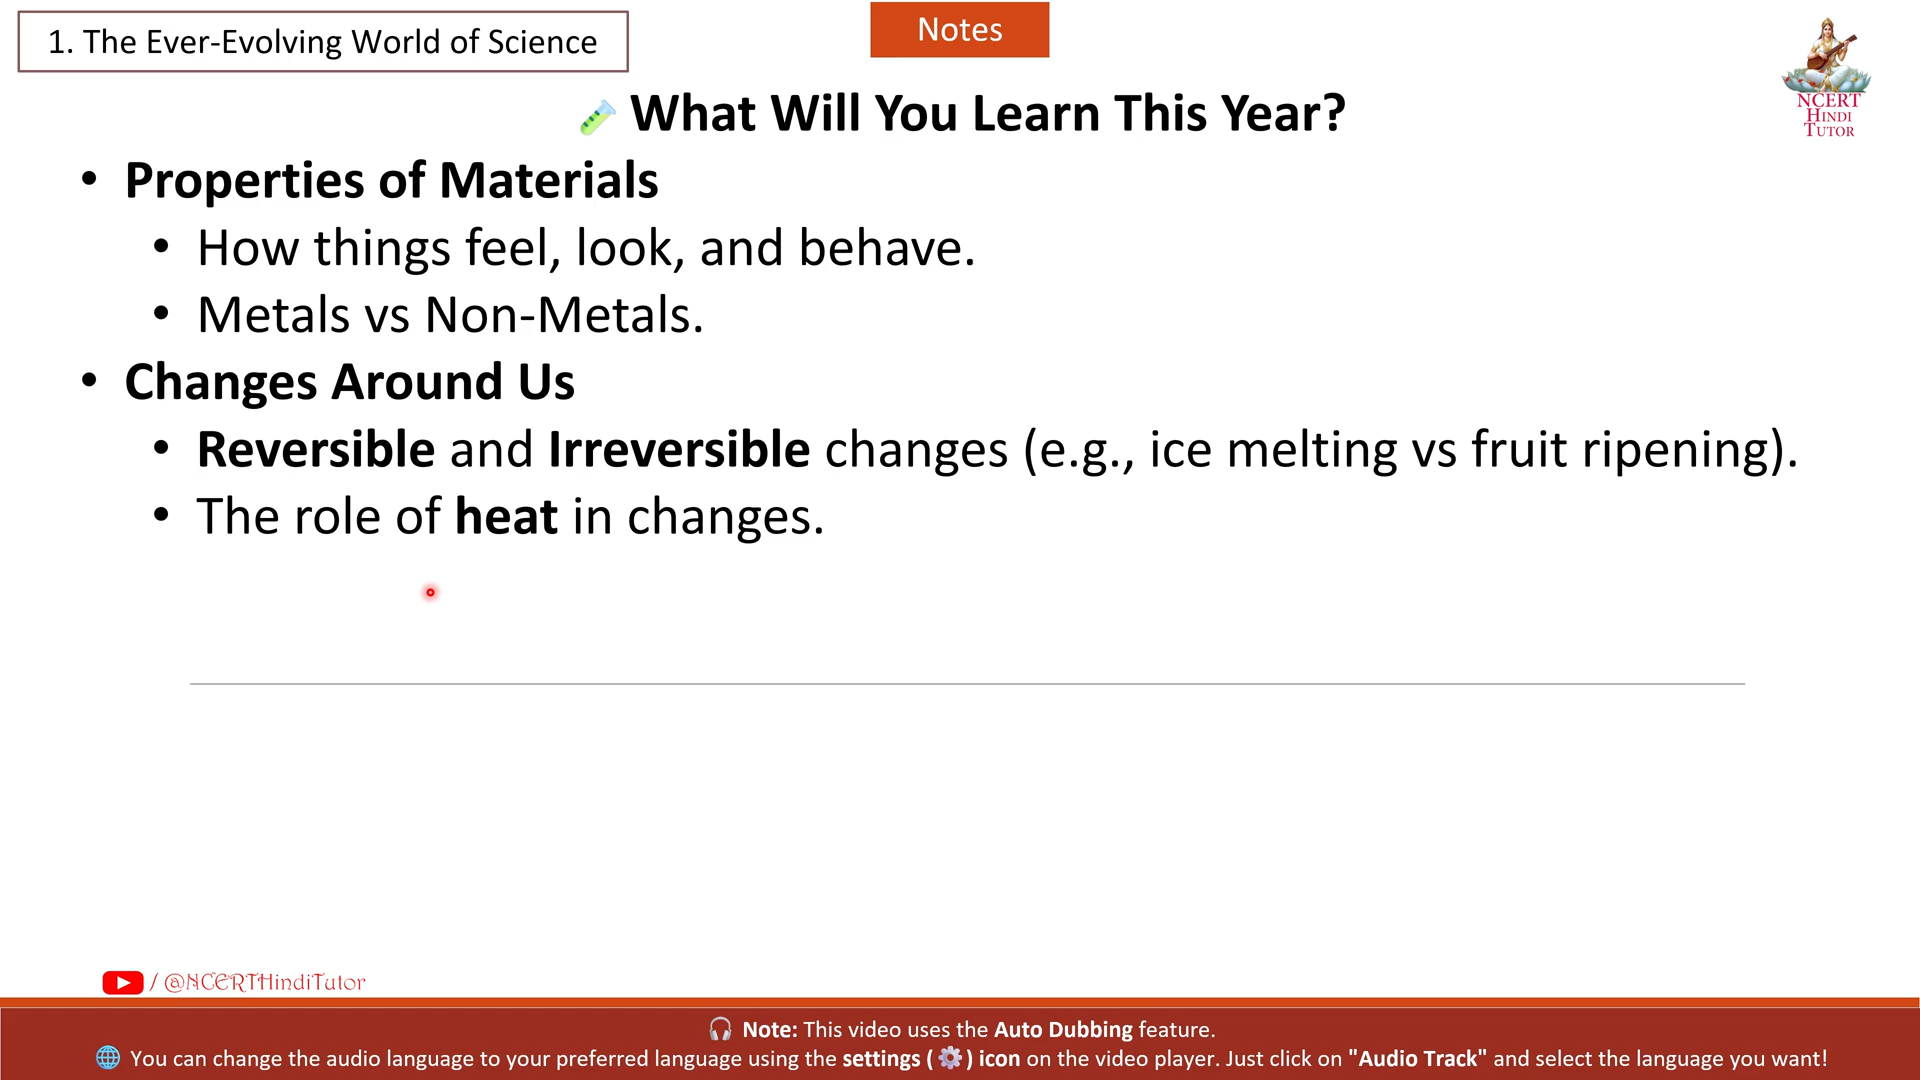 1. The Ever-Evolving World of Science
Notes
NCERT
HINDI
TUTOR
What Will You Learn This Year?
• Properties of Materials
• How things feel, look, and behave.
• Metals vs Non-Metals.
• Changes Around Us
• Reversible and Irreversible changes (e.g., ice melting vs fruit ripening).
• The role of heat in changes.
/ @NCERTHindiTutor
🎧 Note: This video uses the Auto Dubbing feature.
🌐 You can change the audio language to your preferred language using the settings ( ⚙️ ) icon on the video player. Just click on "Audio Track" and select the language you want!